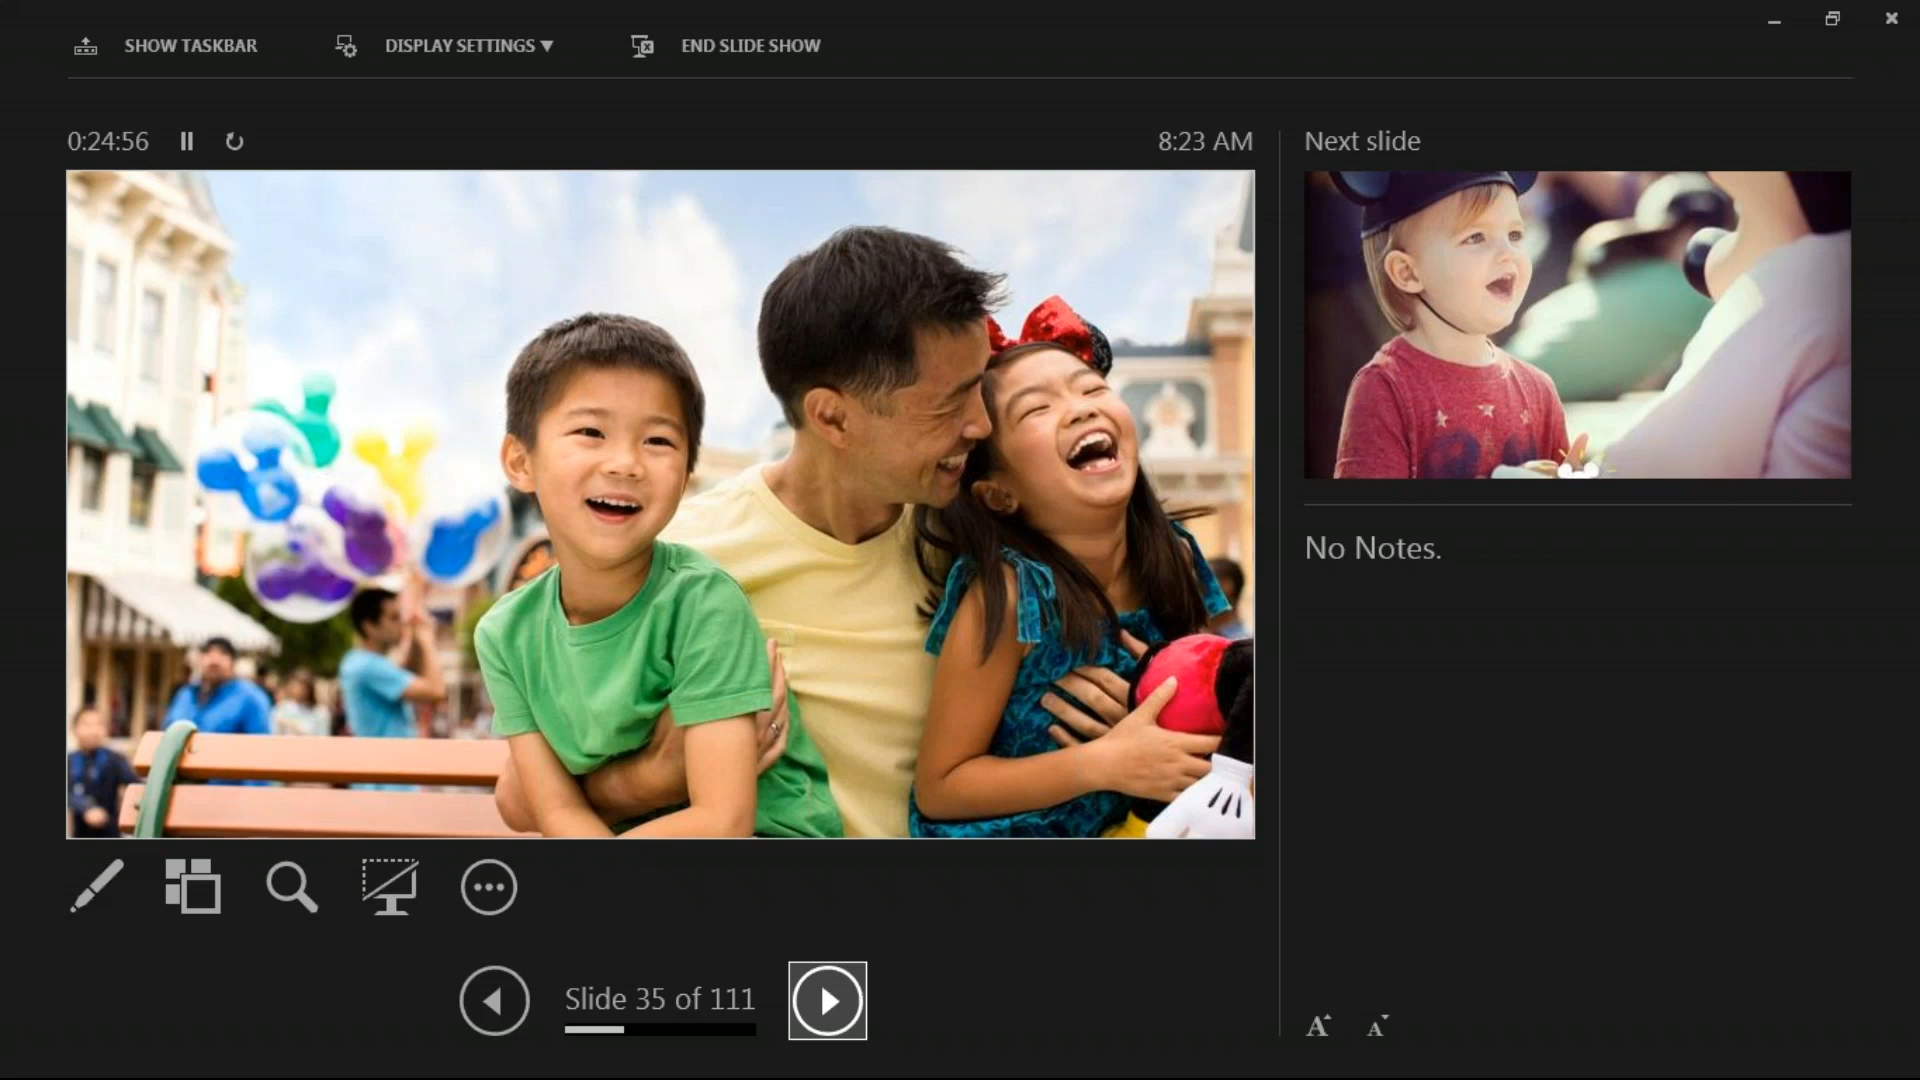 SHOW TASKBAR
DISPLAY SETTINGS ▼
END SLIDE SHOW
0:24:56
8:23 AM
Next slide
No Notes.
Slide 35 of 111
A A